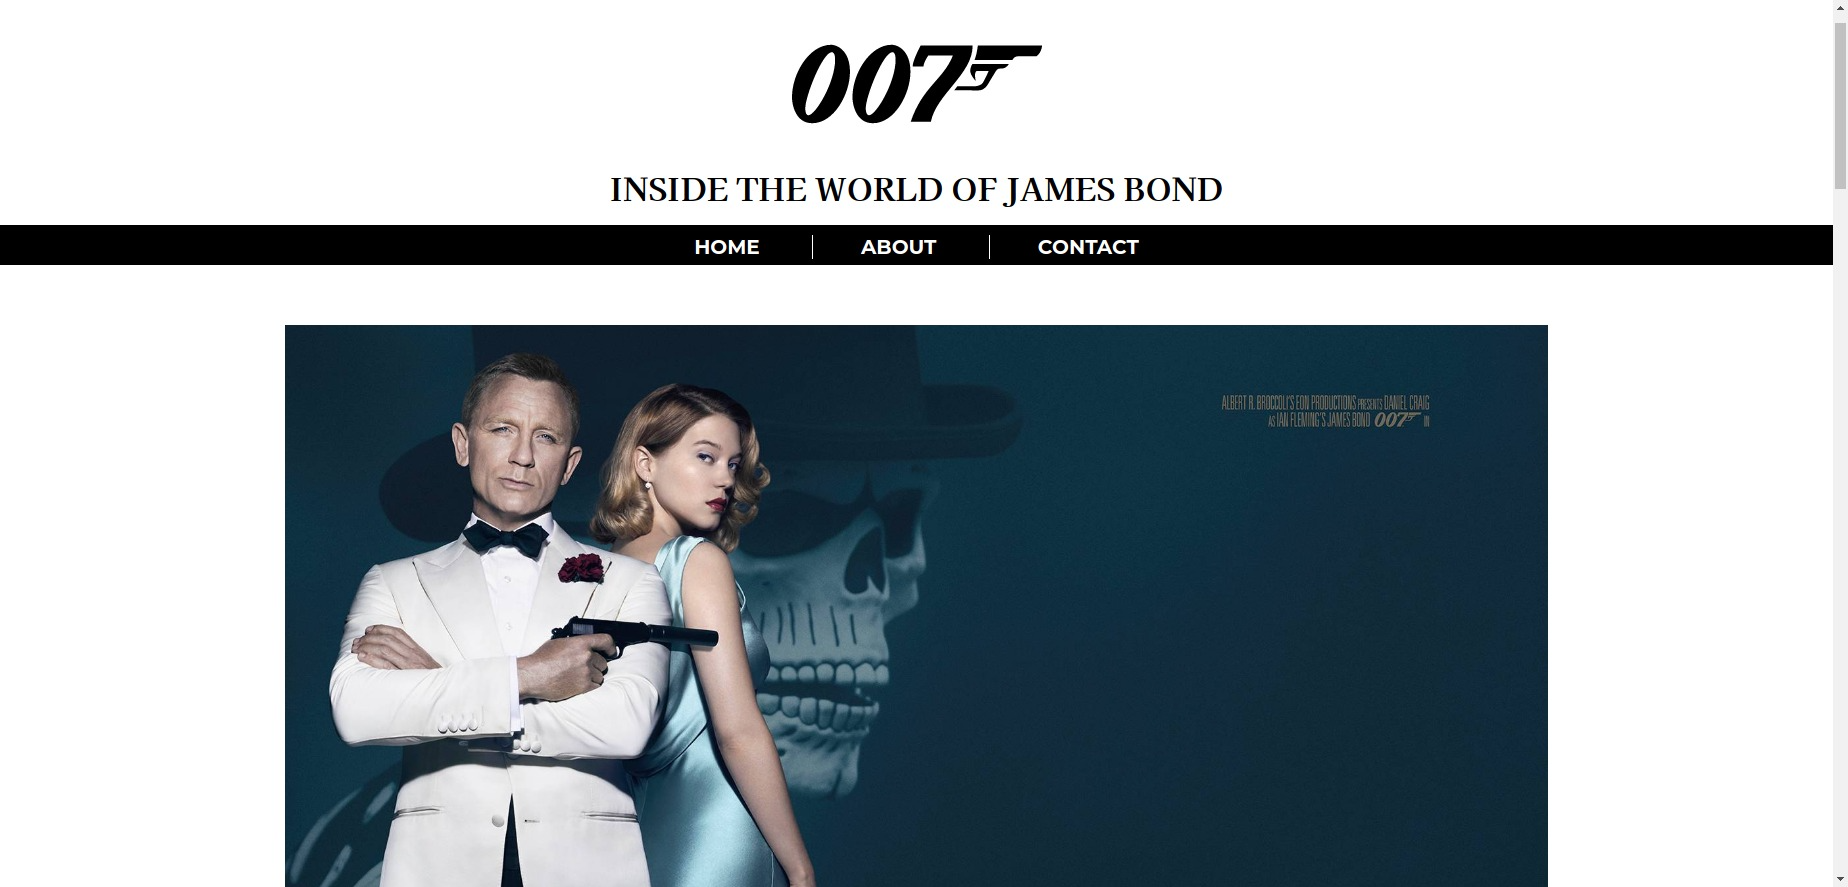 007
INSIDE THE WORLD OF JAMES BOND
HOME
ABOUT
CONTACT
ALBERT R. BROCCOLI'S EON PRODUCTIONS PRESENTS DANIEL CRAIG
AS IAN FLEMING'S JAMES BOND 007 IN